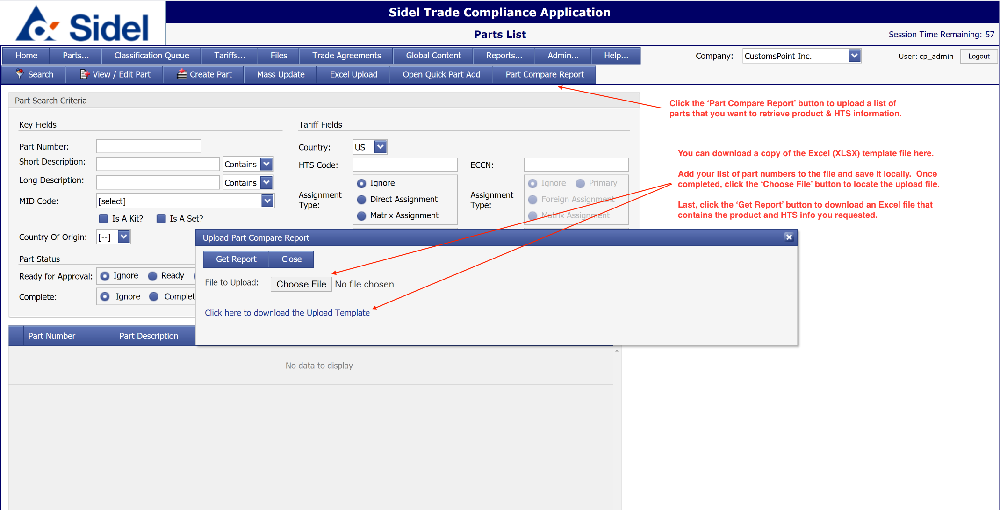 Sidel
Sidel Trade Compliance Application
Parts List
Session Time Remaining: 57
Home Parts... Classification Queue Tariffs... Files Trade Agreements Global Content Reports... Admin... Help...
Company: CustomsPoint Inc. User: cp_admin Logout
Search View / Edit Part Create Part Mass Update Excel Upload Open Quick Part Add Part Compare Report
Click the ‘Part Compare Report’ button to upload a list of
parts that you want to retrieve product & HTS information.
You can download a copy of the Excel (XLSX) template file here.
Add your list of part numbers to the file and save it locally.  Once
completed, click the ‘Choose File’ button to locate the upload file.
Last, click the ‘Get Report’ button to download an Excel file that
contains the product and HTS info you requested.
Part Search Criteria
Key Fields
Part Number:
Short Description: Contains
Long Description: Contains
MID Code: [select]
Is A Kit? Is A Set?
Country Of Origin: [--]
Part Status
Ready for Approval: Ignore Ready
Complete: Ignore Complet
Tariff Fields
Country: US
HTS Code:
Assignment
Type:
Ignore
Direct Assignment
Matrix Assignment
ECCN:
Assignment
Type:
Ignore Primary
Foreign Assignment
Matrix Assignment
Upload Part Compare Report
Get Report Close
File to Upload: Choose File No file chosen
Click here to download the Upload Template
Part Number Part Description
No data to display